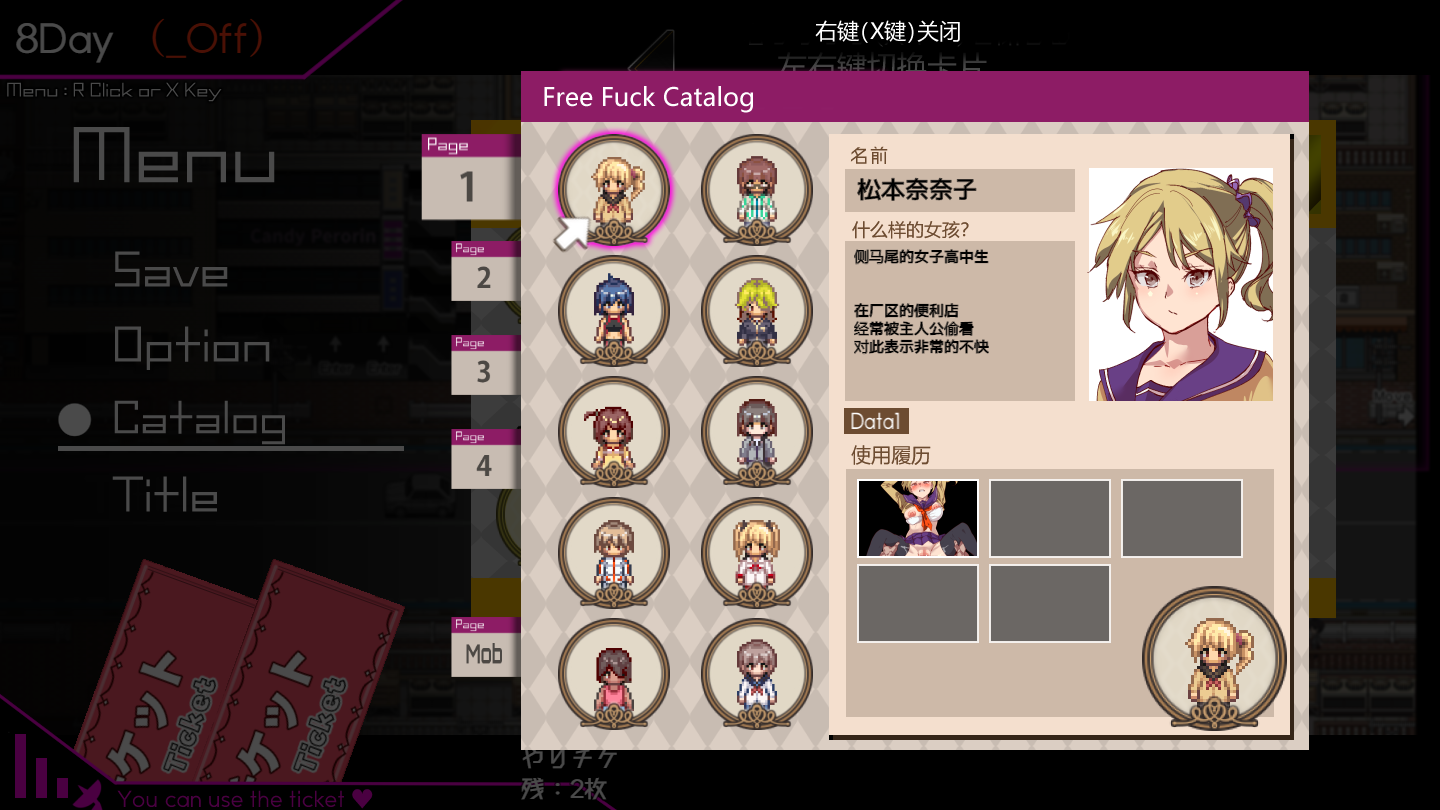 8Day (_Off)
右键(X键)关闭
左右键切换卡片
Menu : R Click or X Key
Menu
Save
Option
Catalog
Title
Free Fuck Catalog
Page
1
Page
2
Page
3
Page
4
Page
Mob
Candy Perorin
Enter Enter
名前
松本奈奈子
什么样的女孩?
侧马尾的女子高中生
在厂区的便利店
经常被主人公偷看
对此表示非常的不快
Data1
使用履历
Move
ケット
Ticket
ケット
Ticket
やりチケ
残：2枚
You can use the ticket ♥